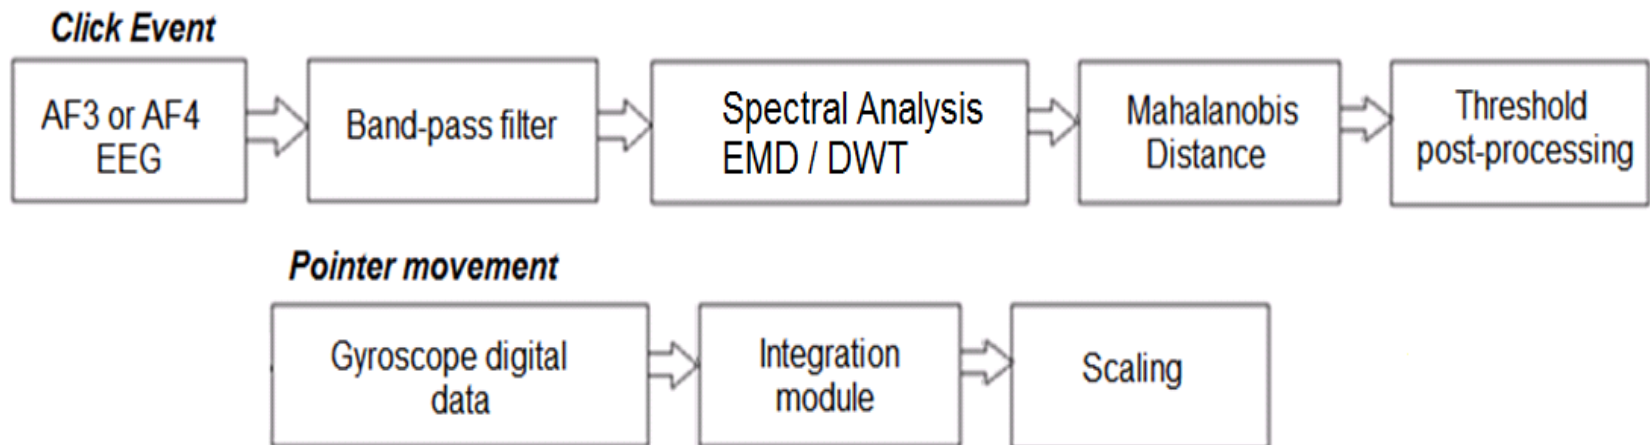 Click Event
AF3 or AF4
EEG
Band-pass filter
Spectral Analysis
EMD / DWT
Mahalanobis
Distance
Threshold
post-processing
Pointer movement
Gyroscope digital
data
Integration
module
Scaling